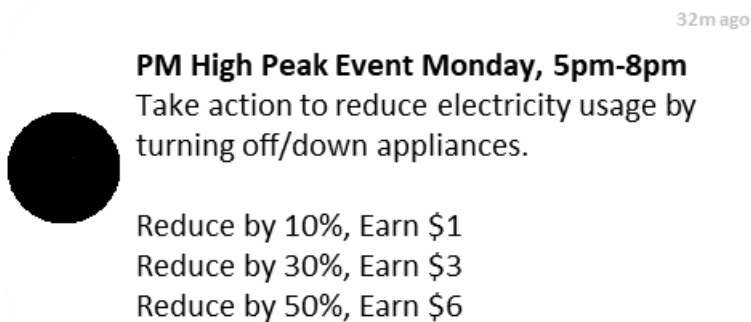 32m ago
PM High Peak Event Monday, 5pm-8pm
Take action to reduce electricity usage by
turning off/down appliances.
Reduce by 10%, Earn $1
Reduce by 30%, Earn $3
Reduce by 50%, Earn $6